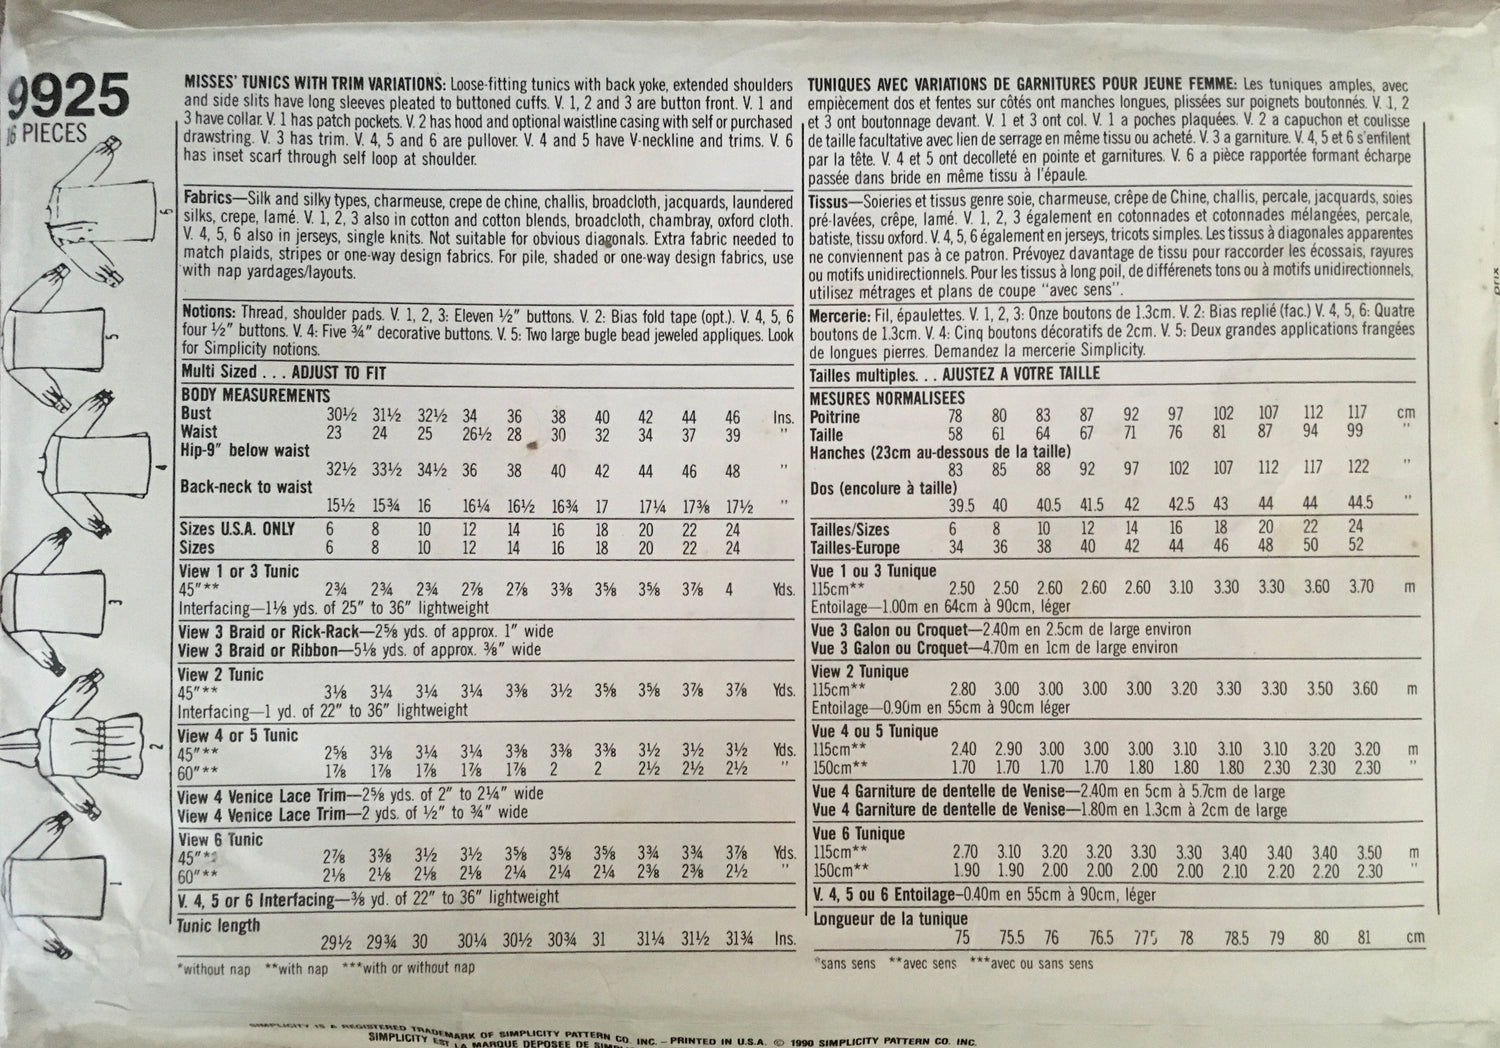 9925
16 PIECES
MISSES' TUNICS WITH TRIM VARIATIONS: Loose-fitting tunics with back yoke, extended shoulders
and side slits have long sleeves pleated to buttoned cuffs. V. 1, 2 and 3 are button front. V. 1 and
3 have collar. V. 1 has patch pockets. V. 2 has hood and optional waistline casing with self or purchased
drawstring. V. 3 has trim. V. 4, 5 and 6 are pullover. V. 4 and 5 have V-neckline and trims. V. 6
has inset scarf through self loop at shoulder.
Fabrics—Silk and silky types, charmeuse, crepe de chine, challis, broadcloth, jacquards, laundered
silks, crepe, lamé. V. 1, 2, 3 also in cotton and cotton blends, broadcloth, chambray, oxford cloth.
V. 4, 5, 6 also in jerseys, single knits. Not suitable for obvious diagonals. Extra fabric needed to
match plaids, stripes or one-way design fabrics. For pile, shaded or one-way design fabrics, use
with nap yardages/layouts.
Notions: Thread, shoulder pads. V. 1, 2, 3: Eleven ½" buttons. V. 2: Bias fold tape (opt.). V. 4, 5, 6
four ½" buttons. V. 4: Five ¾" decorative buttons. V. 5: Two large bugle bead jeweled appliques. Look
for Simplicity notions.
Multi Sized . . . ADJUST TO FIT
BODY MEASUREMENTS
Bust 30½ 31½ 32½ 34 36 38 40 42 44 46 Ins.
Waist 23 24 25 26½ 28 30 32 34 37 39 "
Hip-9" below waist
32½ 33½ 34½ 36 38 40 42 44 46 48 "
Back-neck to waist
15½ 15¾ 16 16¼ 16½ 16¾ 17 17¼ 17⅜ 17½ "
Sizes U.S.A. ONLY 6 8 10 12 14 16 18 20 22 24
Sizes 6 8 10 12 14 16 18 20 22 24
View 1 or 3 Tunic
45"** 2¾ 2¾ 2¾ 2⅞ 2⅞ 3⅜ 3⅝ 3⅝ 3⅞ 4 Yds.
Interfacing—1⅛ yds. of 25" to 36" lightweight
View 3 Braid or Rick-Rack—2⅝ yds. of approx. 1" wide
View 3 Braid or Ribbon—5⅛ yds. of approx. ⅜" wide
View 2 Tunic
45"** 3⅛ 3¼ 3¼ 3¼ 3⅜ 3½ 3⅝ 3⅝ 3⅞ 3⅞ Yds.
Interfacing—1 yd. of 22" to 36" lightweight
View 4 or 5 Tunic
45"** 2⅝ 3⅛ 3¼ 3¼ 3⅜ 3⅜ 3⅜ 3½ 3½ 3½ Yds.
60"** 1⅞ 1⅞ 1⅞ 1⅞ 1⅞ 2 2 2½ 2½ 2½ "
View 4 Venice Lace Trim—2⅝ yds. of 2" to 2¼" wide
View 4 Venice Lace Trim—2 yds. of ½" to ¾" wide
View 6 Tunic
45"** 2⅞ 3⅜ 3½ 3½ 3⅝ 3⅝ 3⅝ 3¾ 3¾ 3⅞ Yds.
60"** 2⅛ 2⅛ 2⅛ 2⅛ 2¼ 2¼ 2¼ 2⅜ 2⅜ 2½ "
V. 4, 5 or 6 Interfacing—⅜ yd. of 22" to 36" lightweight
Tunic length
29½ 29¾ 30 30¼ 30½ 30¾ 31 31¼ 31½ 31¾ Ins.
*without nap **with nap ***with or without nap
TUNIQUES AVEC VARIATIONS DE GARNITURES POUR JEUNE FEMME: Les tuniques amples, avec
empiècement dos et fentes sur côtés ont manches longues, plissées sur poignets boutonnés. V. 1, 2
et 3 ont boutonnage devant. V. 1 et 3 ont col. V. 1 a poches plaquées. V. 2 a capuchon et coulisse
de taille facultative avec lien de serrage en même tissu ou acheté. V. 3 a garniture. V. 4, 5 et 6 s'enfilent
par la tête. V. 4 et 5 ont decolleté en pointe et garnitures. V. 6 a pièce rapportée formant écharpe
passée dans bride en même tissu à l'épaule.
Tissus—Soieries et tissus genre soie, charmeuse, crêpe de Chine, challis, percale, jacquards, soies
pré-lavées, crêpe, lamé. V. 1, 2, 3 également en cotonnades et cotonnades mélangées, percale,
batiste, tissu oxford. V. 4, 5, 6 également en jerseys, tricots simples. Les tissus à diagonales apparentes
ne conviennent pas à ce patron. Prévoyez davantage de tissu pour raccorder les écossais, rayures
ou motifs unidirectionnels. Pour les tissus à long poil, de différenets tons ou à motifs unidirectionnels,
utilisez métrages et plans de coupe "avec sens".
Mercerie: Fil, épaulettes. V. 1, 2, 3: Onze boutons de 1.3cm. V. 2: Bias replié (fac.) V. 4, 5, 6: Quatre
boutons de 1.3cm. V. 4: Cinq boutons décoratifs de 2cm. V. 5: Deux grandes applications frangées
de longues pierres. Demandez la mercerie Simplicity.
Tailles multiples. . . AJUSTEZ A VOTRE TAILLE
MESURES NORMALISEES
Poitrine 78 80 83 87 92 97 102 107 112 117 cm
Taille 58 61 64 67 71 76 81 87 94 99 "
Hanches (23cm au-dessous de la taille)
83 85 88 92 97 102 107 112 117 122 "
Dos (encolure à taille)
39.5 40 40.5 41.5 42 42.5 43 44 44 44.5 "
Tailles/Sizes 6 8 10 12 14 16 18 20 22 24
Tailles-Europe 34 36 38 40 42 44 46 48 50 52
Vue 1 ou 3 Tunique
115cm** 2.50 2.50 2.60 2.60 2.60 3.10 3.30 3.30 3.60 3.70 m
Entoilage—1.00m en 64cm à 90cm, léger
Vue 3 Galon ou Croquet—2.40m en 2.5cm de large environ
Vue 3 Galon ou Croquet—4.70m en 1cm de large environ
View 2 Tunique
115cm** 2.80 3.00 3.00 3.00 3.00 3.20 3.30 3.30 3.50 3.60 m
Entoilage—0.90m en 55cm à 90cm léger
Vue 4 ou 5 Tunique
115cm** 2.40 2.90 3.00 3.00 3.00 3.10 3.10 3.10 3.20 3.20 m
150cm** 1.70 1.70 1.70 1.70 1.80 1.80 1.80 2.30 2.30 2.30 "
Vue 4 Garniture de dentelle de Venise—2.40m en 5cm à 5.7cm de large
Vue 4 Garniture de dentelle de Venise—1.80m en 1.3cm à 2cm de large
Vue 6 Tunique
115cm** 2.70 3.10 3.20 3.20 3.30 3.30 3.40 3.40 3.40 3.50 m
150cm** 1.90 1.90 2.00 2.00 2.00 2.00 2.10 2.20 2.20 2.30 "
V. 4, 5 ou 6 Entoilage—0.40m en 55cm à 90cm, léger
Longueur de la tunique
75 75.5 76 76.5 77.5 78 78.5 79 80 81 cm
*sans sens **avec sens ***avec ou sans sens
6
5
4
3
2
1
prix
SIMPLICITY IS A REGISTERED TRADEMARK OF SIMPLICITY PATTERN CO. INC. – PRINTED IN U.S.A. © 1990 SIMPLICITY PATTERN CO. INC.
SIMPLICITY EST LA MARQUE DEPOSEE DE